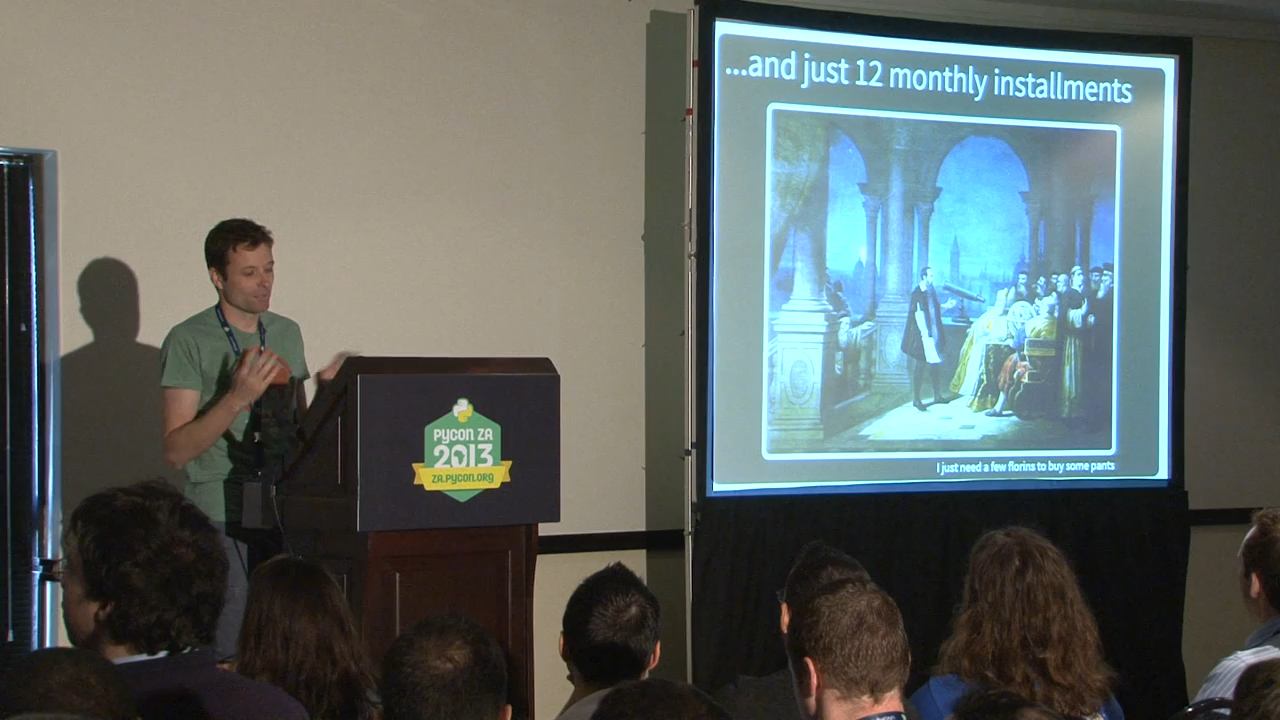 ...and just 12 monthly installments
I just need a few florins to buy some pants
PYCON ZA
2013
ZA.PYCON.ORG